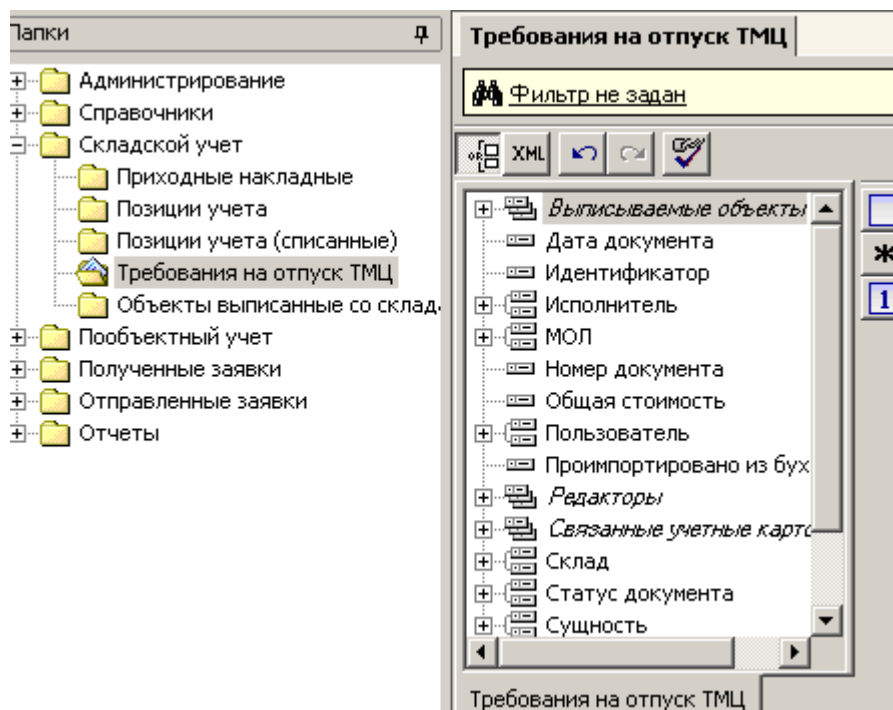 Папки
Администрирование
Справочники
Складской учет
Приходные накладные
Позиции учета
Позиции учета (списанные)
Требования на отпуск ТМЦ
Объекты выписанные со склад
Пообъектный учет
Полученные заявки
Отправленные заявки
Отчеты
Требования на отпуск ТМЦ
Фильтр не задан
XML
Выписываемые объекты
Дата документа
Идентификатор
Исполнитель
МОЛ
Номер документа
Общая стоимость
Пользователь
Проимпортировано из бух
Редакторы
Связанные учетные карто
Склад
Статус документа
Сущность
Требования на отпуск ТМЦ
1